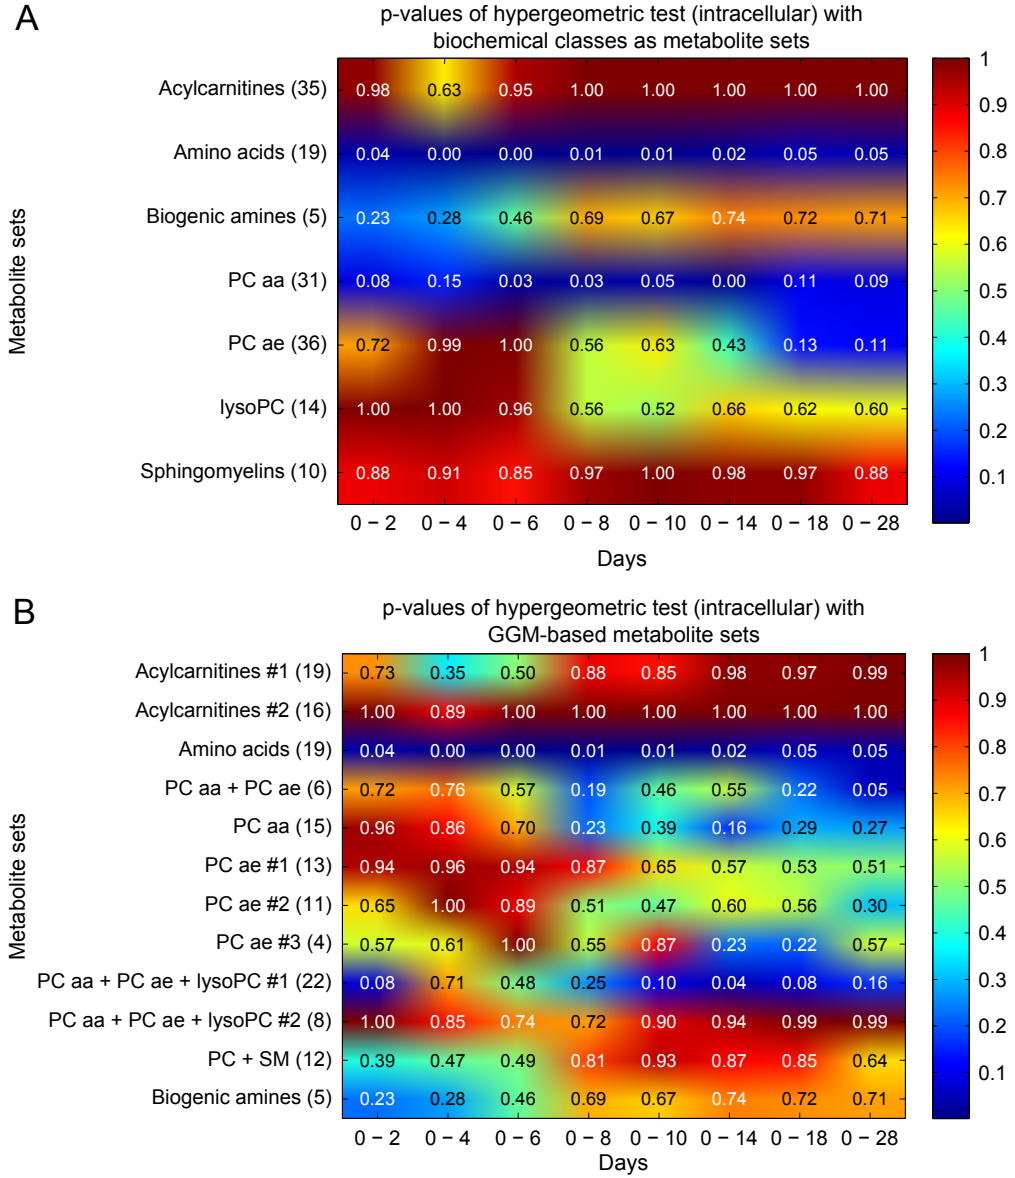 A
p-values of hypergeometric test (intracellular) with
biochemical classes as metabolite sets
Metabolite sets
Acylcarnitines (35) 0.98 0.63 0.95 1.00 1.00 1.00 1.00 1.00
Amino acids (19) 0.04 0.00 0.00 0.01 0.01 0.02 0.05 0.05
Biogenic amines (5) 0.23 0.28 0.46 0.69 0.67 0.74 0.72 0.71
PC aa (31) 0.08 0.15 0.03 0.03 0.05 0.00 0.11 0.09
PC ae (36) 0.72 0.99 1.00 0.56 0.63 0.43 0.13 0.11
lysoPC (14) 1.00 1.00 0.96 0.56 0.52 0.66 0.62 0.60
Sphingomyelins (10) 0.88 0.91 0.85 0.97 1.00 0.98 0.97 0.88
0 − 2 0 − 4 0 − 6 0 − 8 0 − 10 0 − 14 0 − 18 0 − 28
Days
1
0.9
0.8
0.7
0.6
0.5
0.4
0.3
0.2
0.1
B
p-values of hypergeometric test (intracellular) with
GGM-based metabolite sets
Metabolite sets
Acylcarnitines #1 (19) 0.73 0.35 0.50 0.88 0.85 0.98 0.97 0.99
Acylcarnitines #2 (16) 1.00 0.89 1.00 1.00 1.00 1.00 1.00 1.00
Amino acids (19) 0.04 0.00 0.00 0.01 0.01 0.02 0.05 0.05
PC aa + PC ae (6) 0.72 0.76 0.57 0.19 0.46 0.55 0.22 0.05
PC aa (15) 0.96 0.86 0.70 0.23 0.39 0.16 0.29 0.27
PC ae #1 (13) 0.94 0.96 0.94 0.87 0.65 0.57 0.53 0.51
PC ae #2 (11) 0.65 1.00 0.89 0.51 0.47 0.60 0.56 0.30
PC ae #3 (4) 0.57 0.61 1.00 0.55 0.87 0.23 0.22 0.57
PC aa + PC ae + lysoPC #1 (22) 0.08 0.71 0.48 0.25 0.10 0.04 0.08 0.16
PC aa + PC ae + lysoPC #2 (8) 1.00 0.85 0.74 0.72 0.90 0.94 0.99 0.99
PC + SM (12) 0.39 0.47 0.49 0.81 0.93 0.87 0.85 0.64
Biogenic amines (5) 0.23 0.28 0.46 0.69 0.67 0.74 0.72 0.71
0 − 2 0 − 4 0 − 6 0 − 8 0 − 10 0 − 14 0 − 18 0 − 28
Days
1
0.9
0.8
0.7
0.6
0.5
0.4
0.3
0.2
0.1